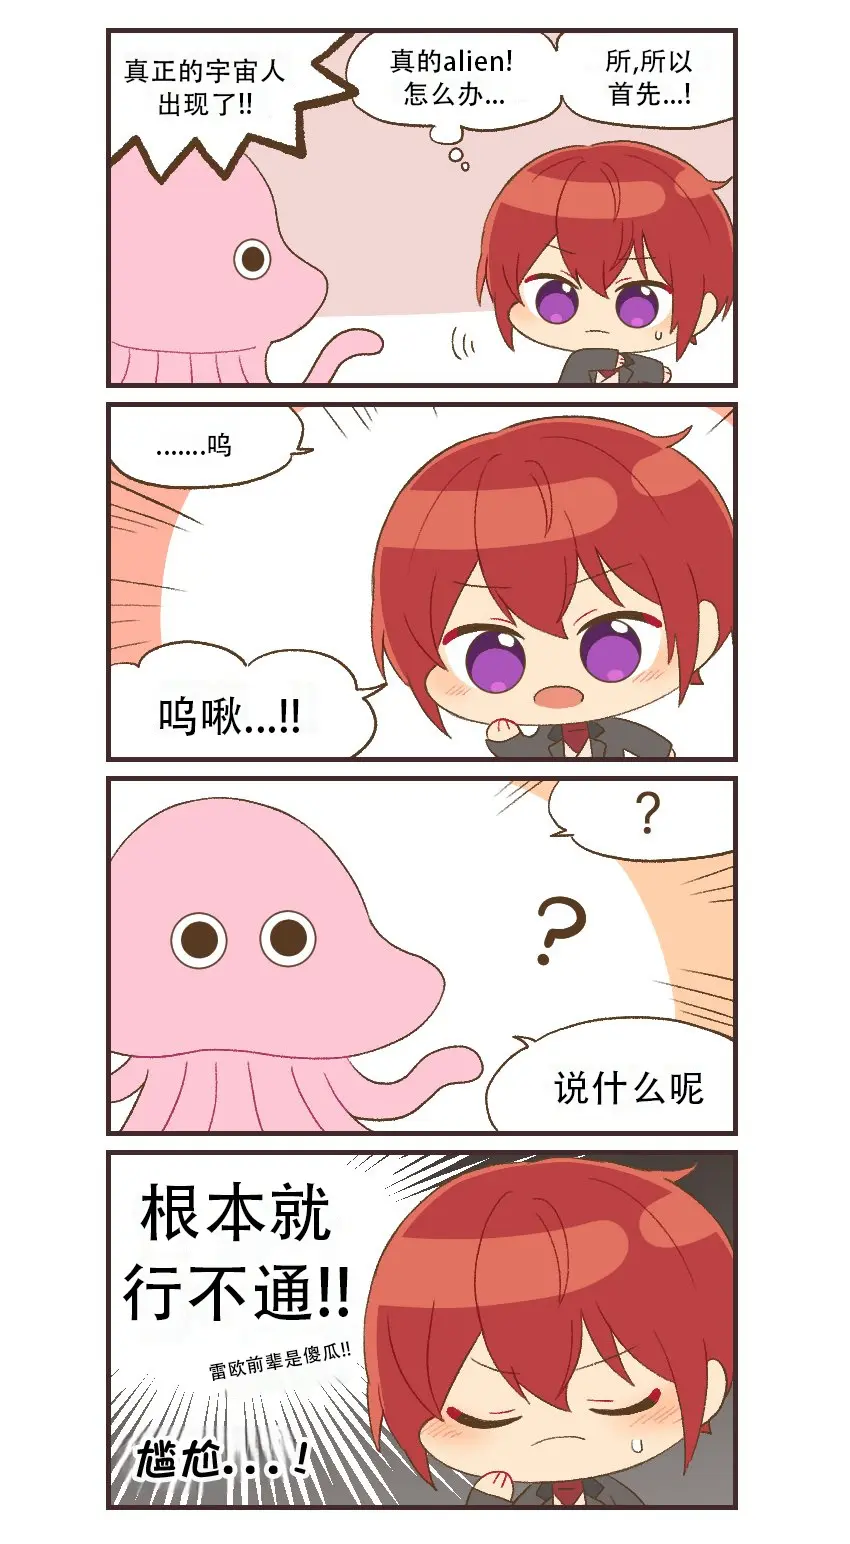 真正的宇宙人
出现了!!
真的alien!
怎么办...
所,所以
首先...!
.......呜
呜啾...!!
?
?
说什么呢
根本就
行不通!!
雷欧前辈是傻瓜!!
尴尬...!